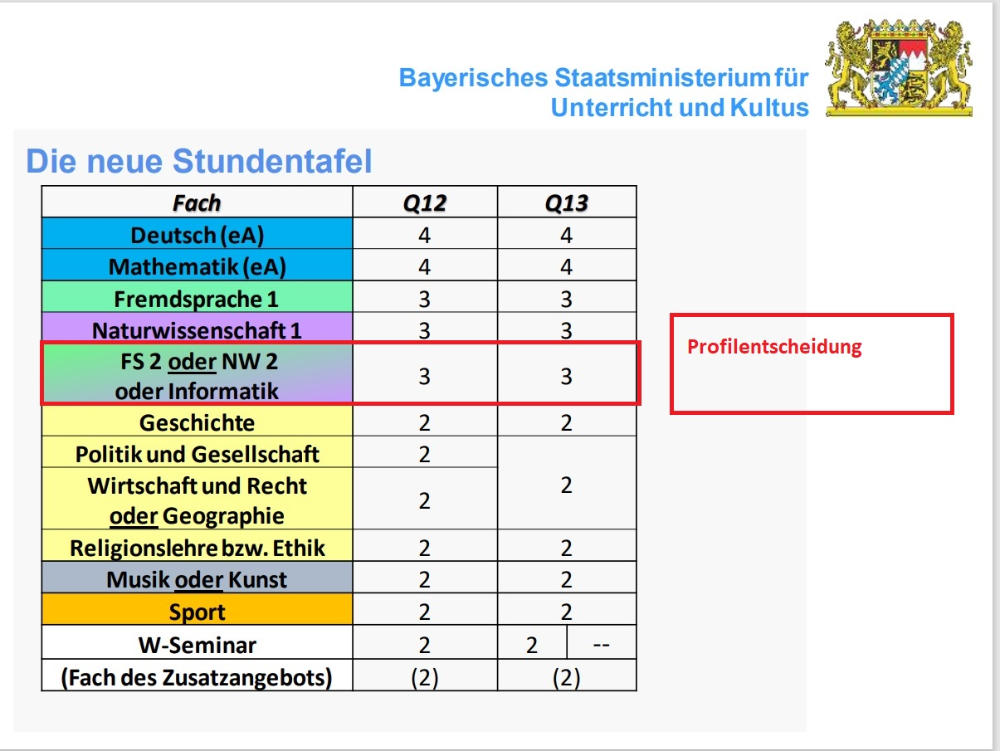 Bayerisches Staatsministerium für
Unterricht und Kultus
Die neue Stundentafel
Fach Q12 Q13
Deutsch (eA) 4 4
Mathematik (eA) 4 4
Fremdsprache 1 3 3
Naturwissenschaft 1 3 3
FS 2 oder NW 2
oder Informatik 3 3
Profilentscheidung
Geschichte 2 2
Politik und Gesellschaft 2
Wirtschaft und Recht
oder Geographie 2 2
Religionslehre bzw. Ethik 2 2
Musik oder Kunst 2 2
Sport 2 2
W-Seminar 2 2 --
(Fach des Zusatzangebots) (2) (2)